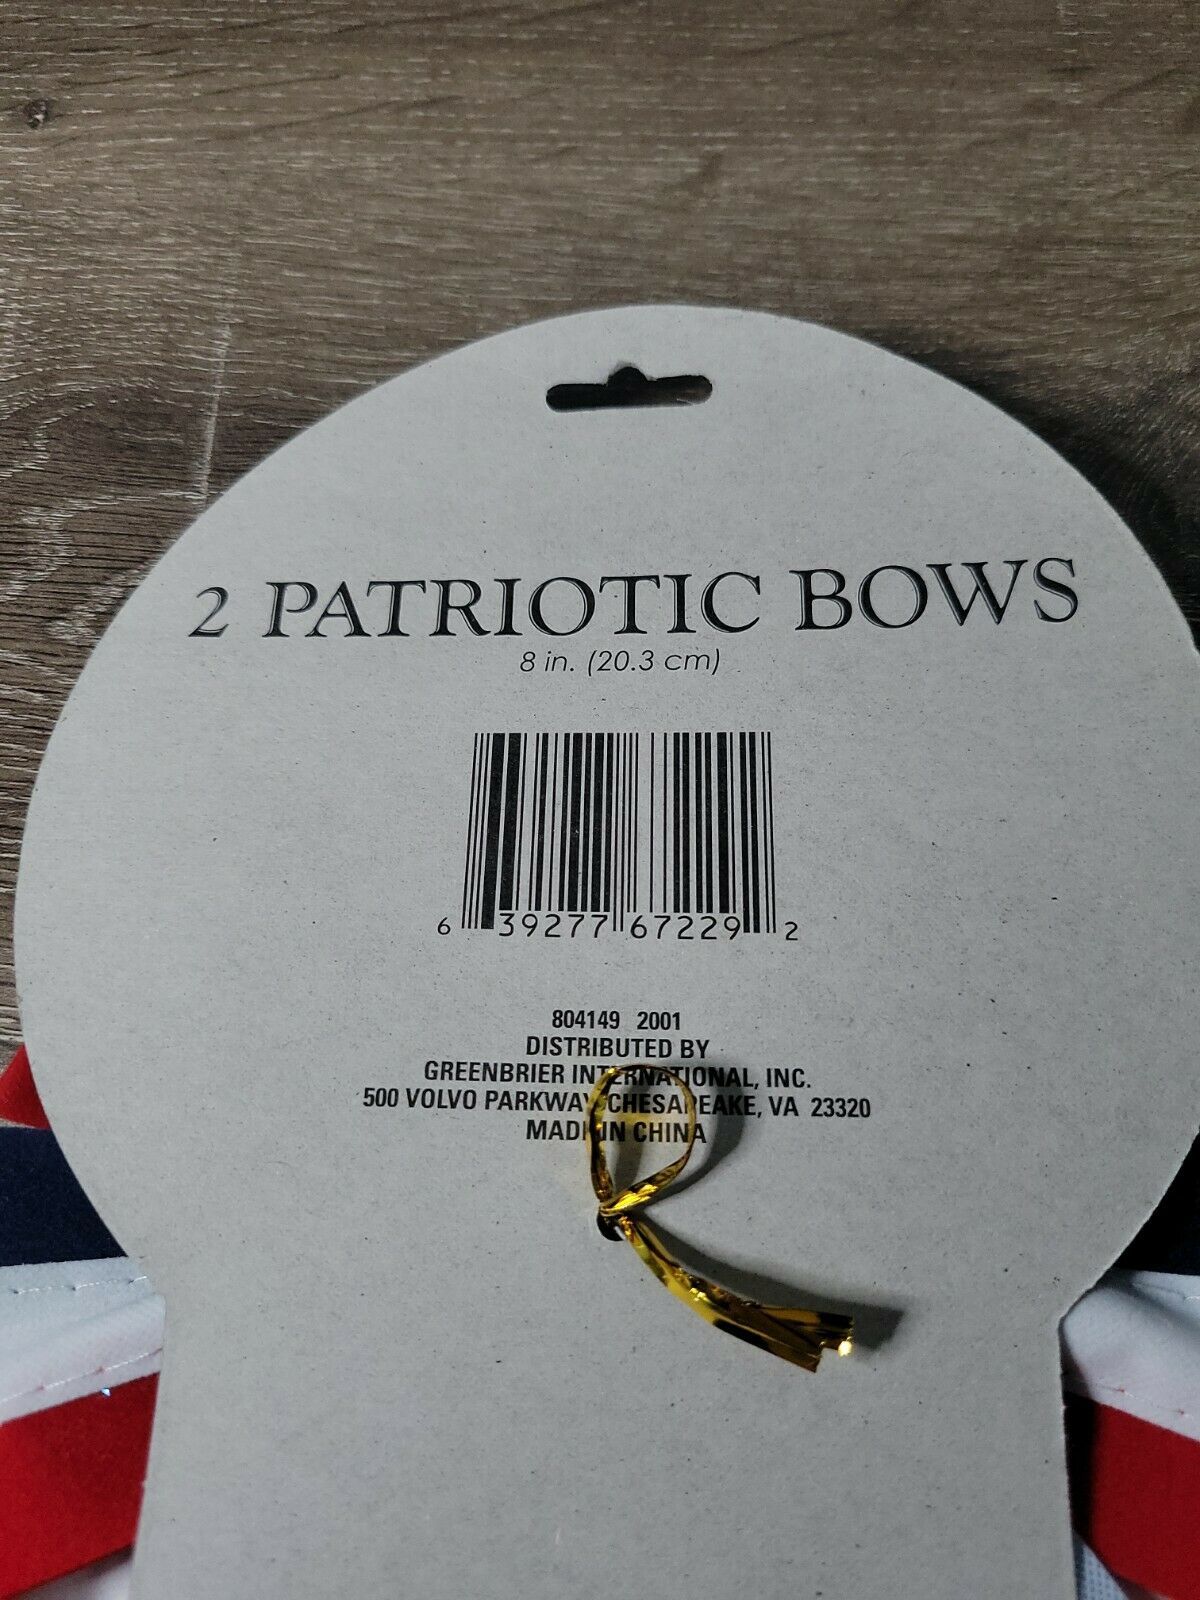 2 PATRIOTIC BOWS
8 in. (20.3 cm)
6 39277 67229 2
804149 2001
DISTRIBUTED BY
GREENBRIER INTERNATIONAL, INC.
500 VOLVO PARKWAY CHESAPEAKE, VA 23320
MADE IN CHINA